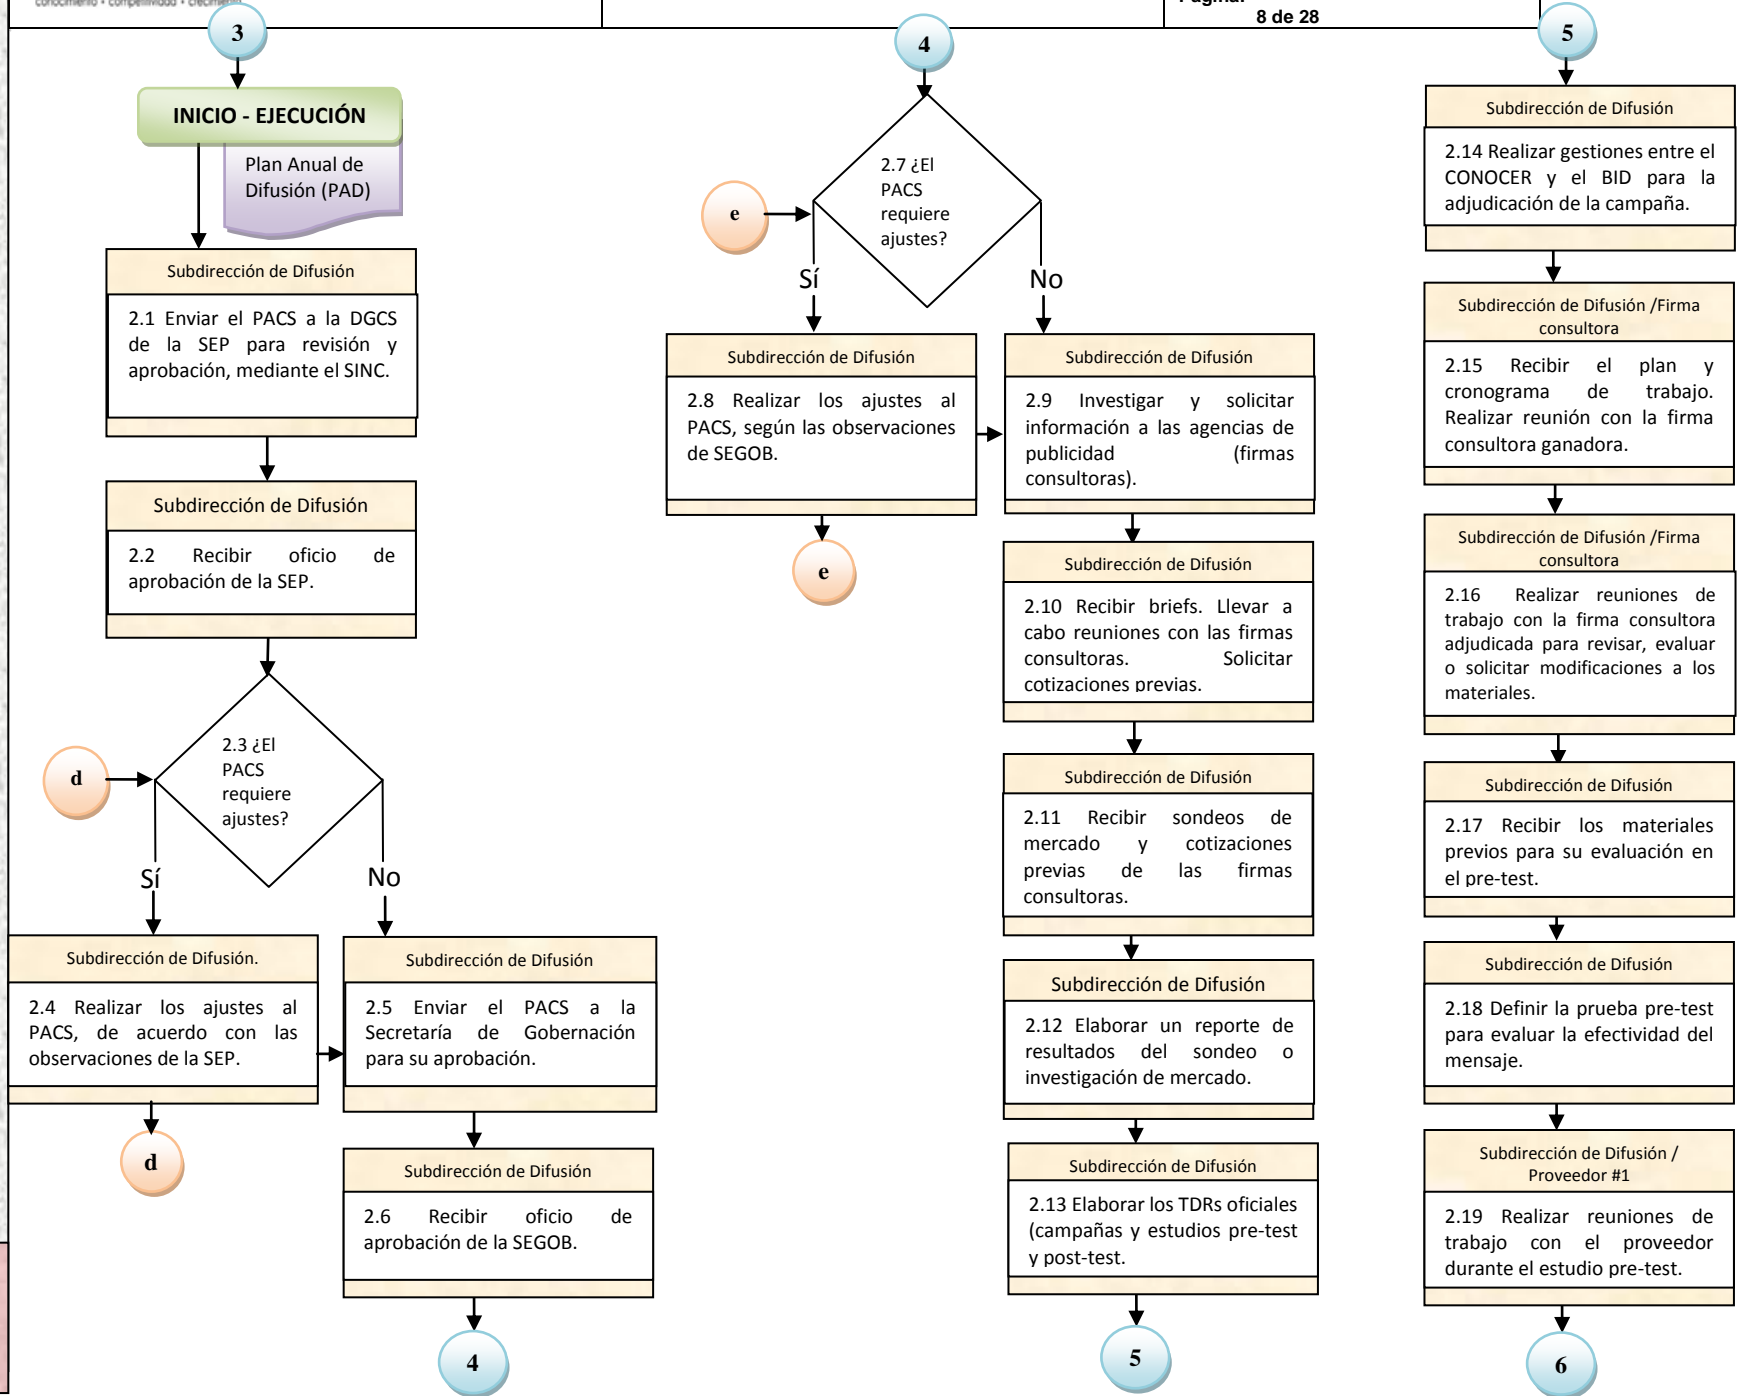 conocimiento • competitividad • crecimiento
Página:
8 de 28
3
INICIO - EJECUCIÓN
Plan Anual de
Difusión (PAD)
Subdirección de Difusión
2.1 Enviar el PACS a la DGCS
de la SEP para revisión y
aprobación, mediante el SINC.
Subdirección de Difusión
2.2 Recibir oficio de
aprobación de la SEP.
2.3 ¿El
PACS
requiere
ajustes?
d
Sí
No
Subdirección de Difusión.
2.4 Realizar los ajustes al
PACS, de acuerdo con las
observaciones de la SEP.
d
Subdirección de Difusión
2.5 Enviar el PACS a la
Secretaría de Gobernación
para su aprobación.
Subdirección de Difusión
2.6 Recibir oficio de
aprobación de la SEGOB.
4
4
2.7 ¿El
PACS
requiere
ajustes?
e
Sí
No
Subdirección de Difusión
2.8 Realizar los ajustes al
PACS, según las observaciones
de SEGOB.
e
Subdirección de Difusión
2.9 Investigar y solicitar
información a las agencias de
publicidad (firmas
consultoras).
Subdirección de Difusión
2.10 Recibir briefs. Llevar a
cabo reuniones con las firmas
consultoras. Solicitar
cotizaciones previas.
Subdirección de Difusión
2.11 Recibir sondeos de
mercado y cotizaciones
previas de las firmas
consultoras.
Subdirección de Difusión
2.12 Elaborar un reporte de
resultados del sondeo o
investigación de mercado.
Subdirección de Difusión
2.13 Elaborar los TDRs oficiales
(campañas y estudios pre-test
y post-test.
5
5
Subdirección de Difusión
2.14 Realizar gestiones entre el
CONOCER y el BID para la
adjudicación de la campaña.
Subdirección de Difusión /Firma
consultora
2.15 Recibir el plan y
cronograma de trabajo.
Realizar reunión con la firma
consultora ganadora.
Subdirección de Difusión /Firma
consultora
2.16 Realizar reuniones de
trabajo con la firma consultora
adjudicada para revisar, evaluar
o solicitar modificaciones a los
materiales.
Subdirección de Difusión
2.17 Recibir los materiales
previos para su evaluación en
el pre-test.
Subdirección de Difusión
2.18 Definir la prueba pre-test
para evaluar la efectividad del
mensaje.
Subdirección de Difusión /
Proveedor #1
2.19 Realizar reuniones de
trabajo con el proveedor
durante el estudio pre-test.
6